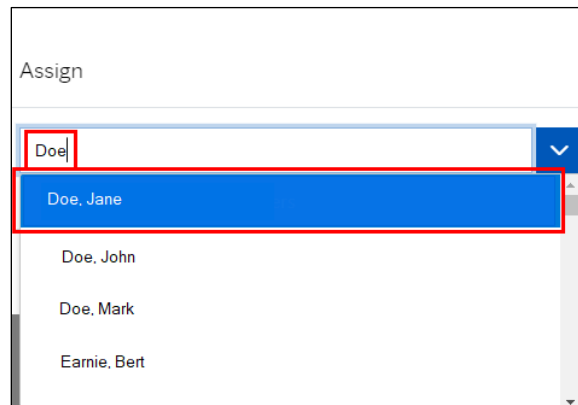 Assign
Doe
Doe, Jane
Doe, John
Doe, Mark
Earnie, Bert